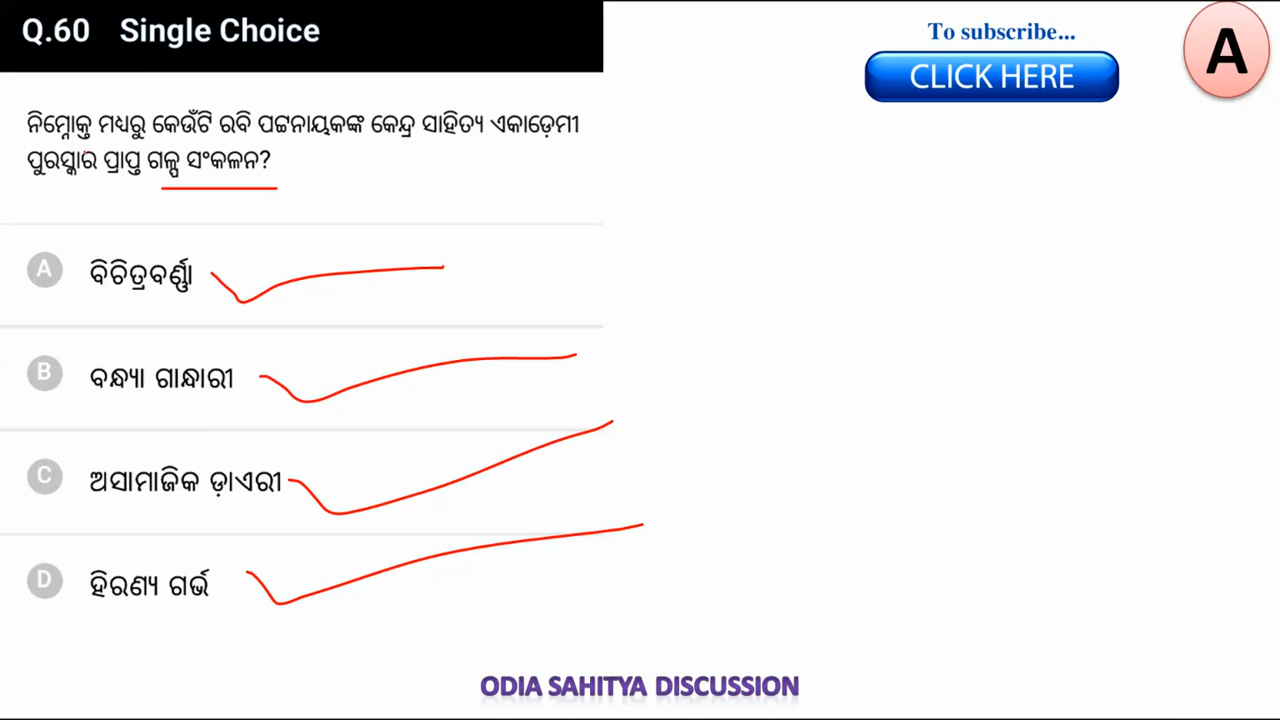 Q.60 Single Choice
To subscribe...
CLICK HERE
A
ନିମ୍ନୋକ୍ତ ମଧ୍ୟରୁ କେଉଁଟି ରବି ପଟ୍ଟନାୟକଙ୍କ କେନ୍ଦ୍ର ସାହିତ୍ୟ ଏକାଡ଼େମୀ
ପୁରସ୍କାର ପ୍ରାପ୍ତ ଗଳ୍ପ ସଂକଳନ?
A ବିଚିତ୍ରବର୍ଣ୍ଣା
B ବନ୍ଧ୍ୟା ଗାନ୍ଧାରୀ
C ଅସାମାଜିକ ଡ଼ାଏରୀ
D ହିରଣ୍ୟ ଗର୍ଭ
ODIA SAHITYA DISCUSSION